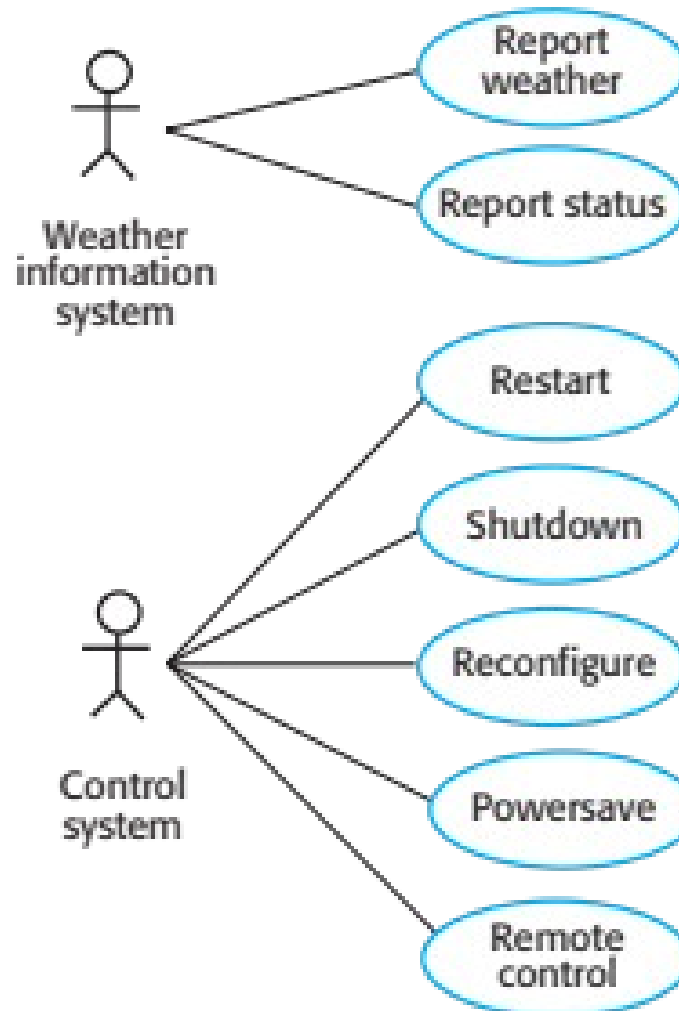 Report
weather
Report status
Weather
information
system
Restart
Shutdown
Reconfigure
Powersave
Control
system
Remote
control